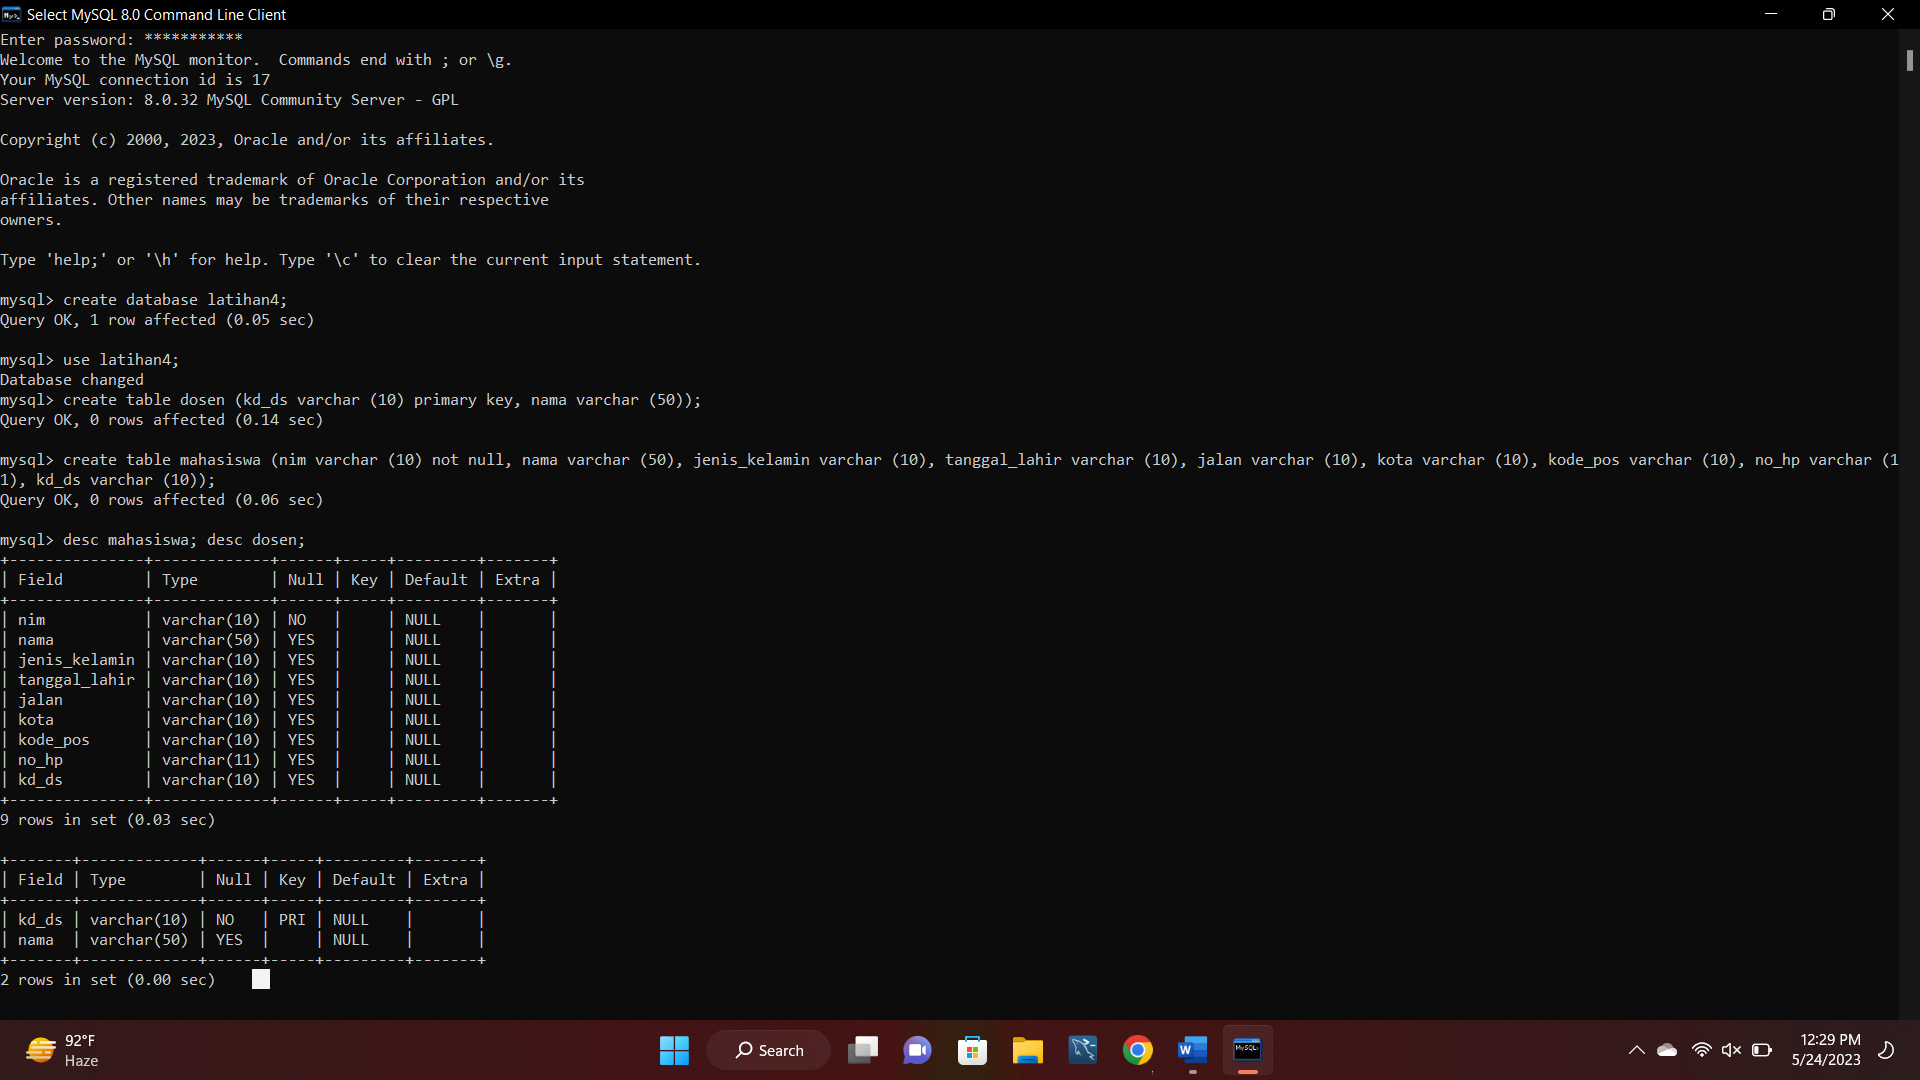 Select MySQL 8.0 Command Line Client
Enter password: ***********
Welcome to the MySQL monitor.  Commands end with ; or \g.
Your MySQL connection id is 17
Server version: 8.0.32 MySQL Community Server - GPL
Copyright (c) 2000, 2023, Oracle and/or its affiliates.
Oracle is a registered trademark of Oracle Corporation and/or its
affiliates. Other names may be trademarks of their respective
owners.
Type 'help;' or '\h' for help. Type '\c' to clear the current input statement.
mysql> create database latihan4;
Query OK, 1 row affected (0.05 sec)
mysql> use latihan4;
Database changed
mysql> create table dosen (kd_ds varchar (10) primary key, nama varchar (50));
Query OK, 0 rows affected (0.14 sec)
mysql> create table mahasiswa (nim varchar (10) not null, nama varchar (50), jenis_kelamin varchar (10), tanggal_lahir varchar (10), jalan varchar (10), kota varchar (10), kode_pos varchar (10), no_hp varchar (1
1), kd_ds varchar (10));
Query OK, 0 rows affected (0.06 sec)
mysql> desc mahasiswa; desc dosen;
+---------------+-------------+------+-----+---------+-------+
| Field         | Type        | Null | Key | Default | Extra |
+---------------+-------------+------+-----+---------+-------+
| nim           | varchar(10) | NO   |     | NULL    |       |
| nama          | varchar(50) | YES  |     | NULL    |       |
| jenis_kelamin | varchar(10) | YES  |     | NULL    |       |
| tanggal_lahir | varchar(10) | YES  |     | NULL    |       |
| jalan         | varchar(10) | YES  |     | NULL    |       |
| kota          | varchar(10) | YES  |     | NULL    |       |
| kode_pos      | varchar(10) | YES  |     | NULL    |       |
| no_hp         | varchar(11) | YES  |     | NULL    |       |
| kd_ds         | varchar(10) | YES  |     | NULL    |       |
+---------------+-------------+------+-----+---------+-------+
9 rows in set (0.03 sec)
+-------+-------------+------+-----+---------+-------+
| Field | Type        | Null | Key | Default | Extra |
+-------+-------------+------+-----+---------+-------+
| kd_ds | varchar(10) | NO   | PRI | NULL    |       |
| nama  | varchar(50) | YES  |     | NULL    |       |
+-------+-------------+------+-----+---------+-------+
2 rows in set (0.00 sec)
92°F
Haze
Search
12:29 PM
5/24/2023